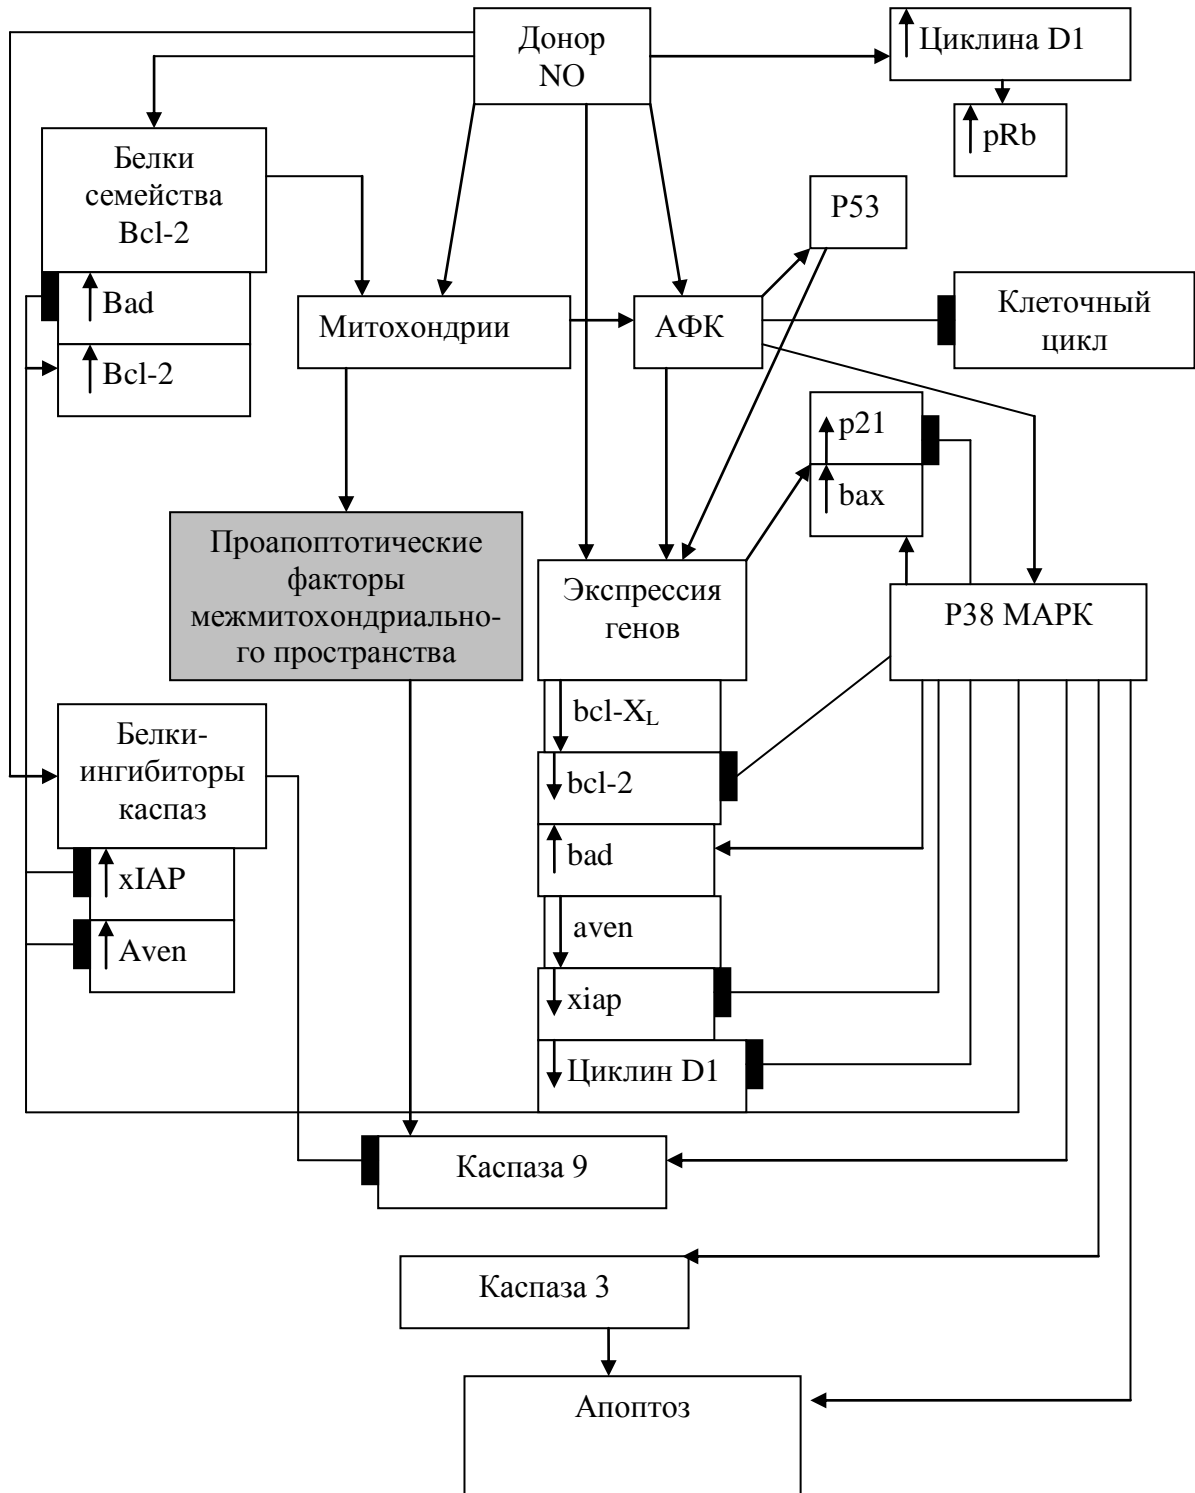 Донор
NO
Циклина D1
pRb
Белки
семейства
Bcl-2
P53
Bad
Bcl-2
Митохондрии
АФК
Клеточный
цикл
p21
bax
Проапоптотические
факторы
межмитохондриально-
го пространства
Экспрессия
генов
P38 МАРК
bcl-XL
bcl-2
bad
aven
xiap
Циклин D1
Белки-
ингибиторы
каспаз
xIAP
Aven
Каспаза 9
Каспаза 3
Апоптоз